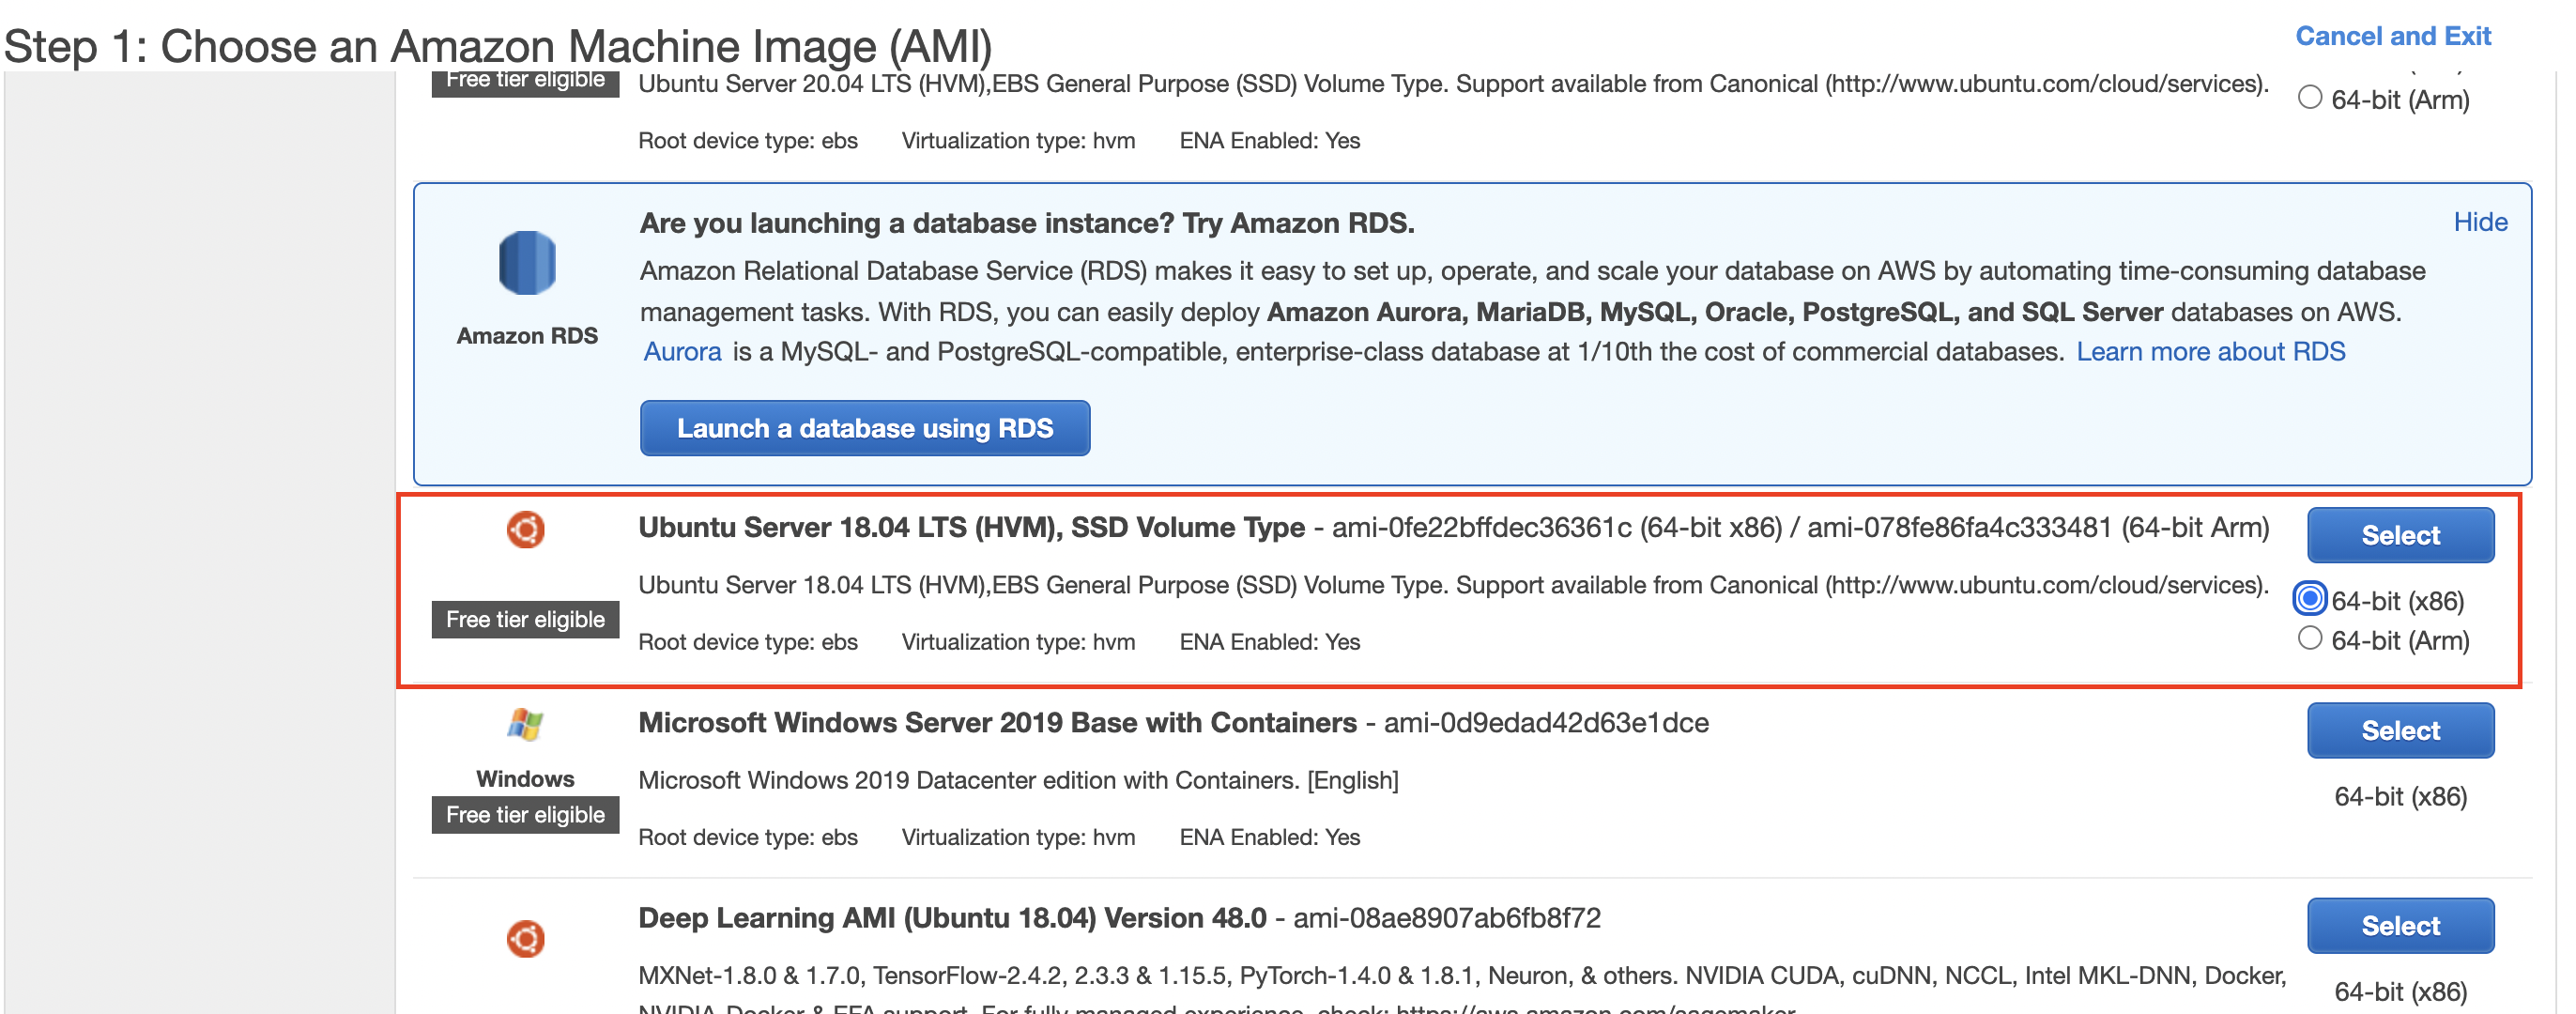 Step 1: Choose an Amazon Machine Image (AMI)
Cancel and Exit
Free tier eligible
Ubuntu Server 20.04 LTS (HVM),EBS General Purpose (SSD) Volume Type. Support available from Canonical (http://www.ubuntu.com/cloud/services).
64-bit (Arm)
Root device type: ebs Virtualization type: hvm ENA Enabled: Yes
Are you launching a database instance? Try Amazon RDS.
Hide
Amazon RDS
Amazon Relational Database Service (RDS) makes it easy to set up, operate, and scale your database on AWS by automating time-consuming database
management tasks. With RDS, you can easily deploy Amazon Aurora, MariaDB, MySQL, Oracle, PostgreSQL, and SQL Server databases on AWS.
Aurora is a MySQL- and PostgreSQL-compatible, enterprise-class database at 1/10th the cost of commercial databases. Learn more about RDS
Launch a database using RDS
Ubuntu Server 18.04 LTS (HVM), SSD Volume Type - ami-0fe22bffdec36361c (64-bit x86) / ami-078fe86fa4c333481 (64-bit Arm)
Select
Free tier eligible
Ubuntu Server 18.04 LTS (HVM),EBS General Purpose (SSD) Volume Type. Support available from Canonical (http://www.ubuntu.com/cloud/services).
64-bit (x86)
64-bit (Arm)
Root device type: ebs Virtualization type: hvm ENA Enabled: Yes
Microsoft Windows Server 2019 Base with Containers - ami-0d9edad42d63e1dce
Select
Windows
Free tier eligible
Microsoft Windows 2019 Datacenter edition with Containers. [English]
64-bit (x86)
Root device type: ebs Virtualization type: hvm ENA Enabled: Yes
Deep Learning AMI (Ubuntu 18.04) Version 48.0 - ami-08ae8907ab6fb8f72
Select
MXNet-1.8.0 & 1.7.0, TensorFlow-2.4.2, 2.3.3 & 1.15.5, PyTorch-1.4.0 & 1.8.1, Neuron, & others. NVIDIA CUDA, cuDNN, NCCL, Intel MKL-DNN, Docker,
64-bit (x86)
NVIDIA-Docker & EFA support. For fully managed experience, check: https://aws.amazon.com/sagemaker